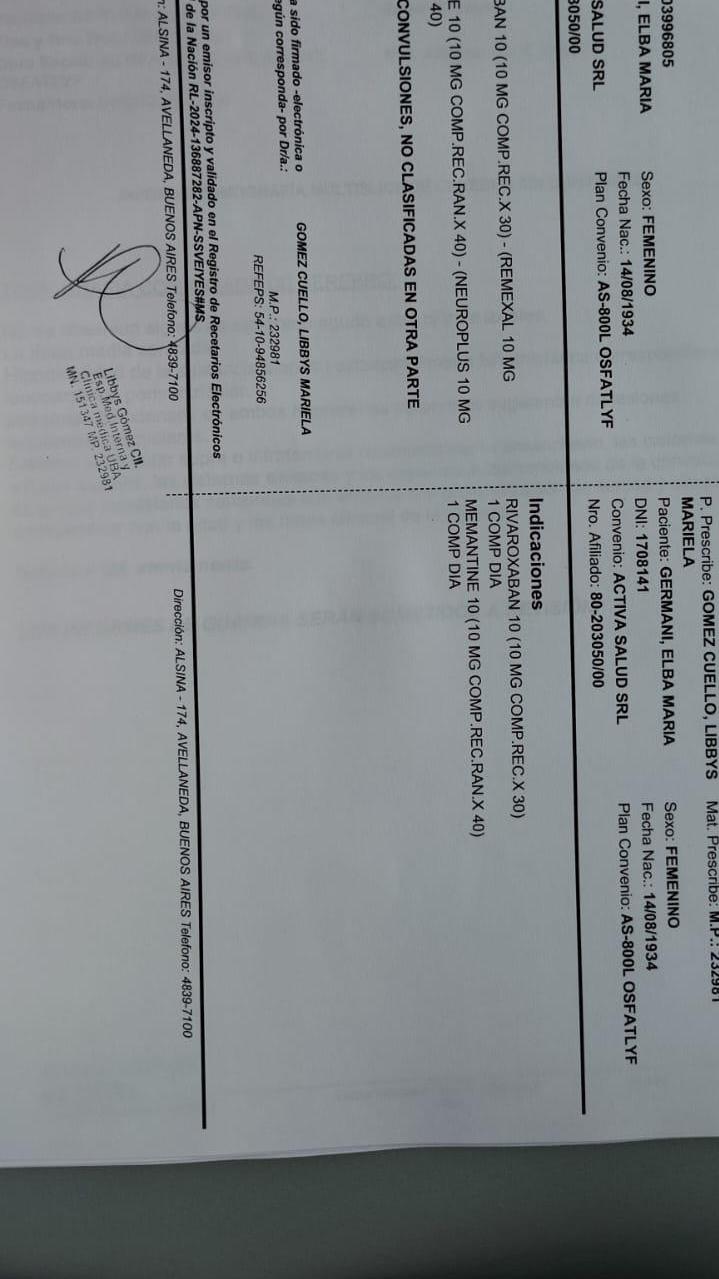 03996805
I, ELBA MARIA
Sexo: FEMENINO
Fecha Nac.: 14/08/1934
SALUD SRL
Plan Convenio: AS-800L OSFATLYF
3050/00
BAN 10 (10 MG COMP.REC.X 30) - (REMEXAL 10 MG
E 10 (10 MG COMP.REC.RAN.X 40) - (NEUROPLUS 10 MG
40)
CONVULSIONES, NO CLASIFICADAS EN OTRA PARTE
a sido firmado -electrónica o
egún corresponda- por Dr/a.:
GOMEZ CUELLO, LIBBYS MARIELA
M.P.: 232981
REFEPS: 54-10-94856256
por un emisor inscripto y validado en el Registro de Recetarios Electrónicos
de la Nación RL-2024-136887282-APN-SSVEIYES#MS
n: ALSINA - 174, AVELLANEDA, BUENOS AIRES Telefono: 4839-7100
Libbys Gómez Cll.
Esp Med Interna y
Clinica médica UBA
MN. 151347 MP. 232981
P. Prescribe: GOMEZ CUELLO, LIBBYS
MARIELA
Mat. Prescribe: M.P.: 232981
Paciente: GERMANI, ELBA MARIA
Sexo: FEMENINO
DNI: 1708141
Fecha Nac.: 14/08/1934
Convenio: ACTIVA SALUD SRL
Plan Convenio: AS-800L OSFATLYF
Nro. Afiliado: 80-203050/00
Indicaciones
RIVAROXABAN 10 (10 MG COMP.REC.X 30)
1 COMP DIA
MEMANTINE 10 (10 MG COMP.REC.RAN.X 40)
1 COMP DIA
Dirección: ALSINA - 174, AVELLANEDA, BUENOS AIRES Telefono: 4839-7100